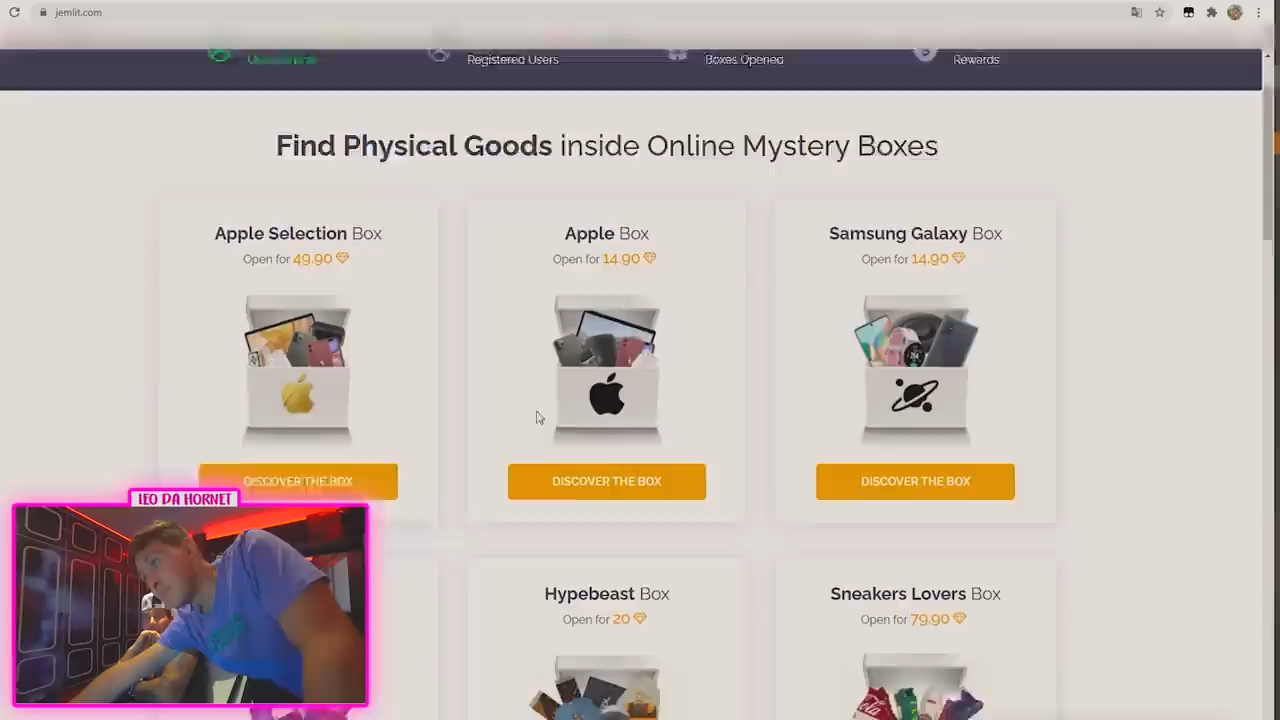 jemlit.com
Registered Users
Boxes Opened
Rewards
Find Physical Goods inside Online Mystery Boxes
Apple Selection Box
Open for 49.90
Apple Box
Open for 14.90
Samsung Galaxy Box
Open for 14.90
DISCOVER THE BOX
DISCOVER THE BOX
DISCOVER THE BOX
LEO DA HORNET
Hypebeast Box
Open for 20
Sneakers Lovers Box
Open for 79.90